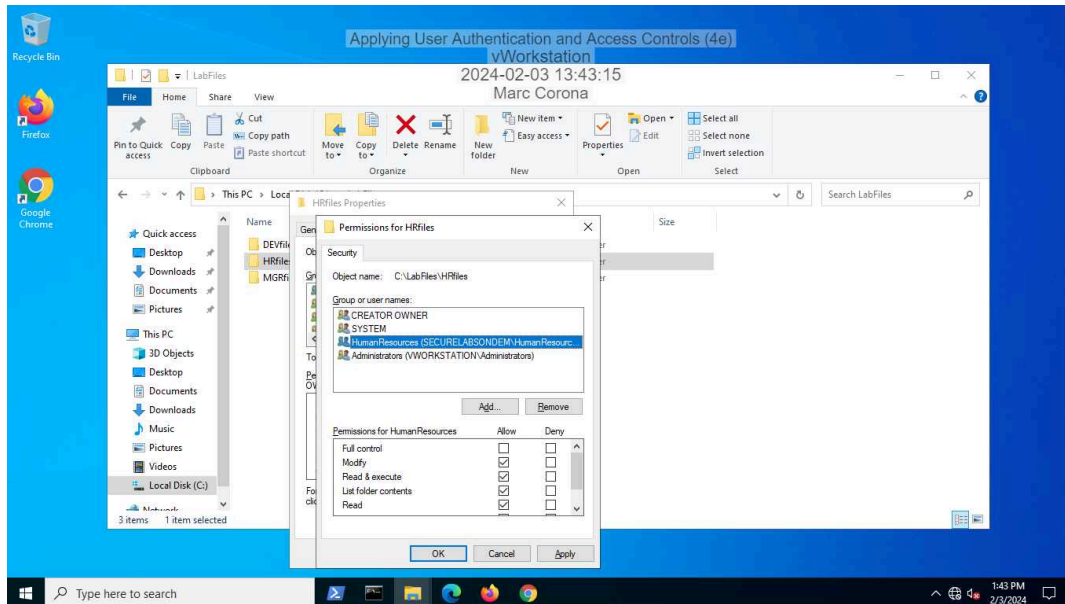 Recycle Bin
Firefox
Google
Chrome
Applying User Authentication and Access Controls (4e)
vWorkstation
2024-02-03 13:43:15
Marc Corona
LabFiles
File Home Share View
Pin to Quick
access
Copy
Paste
Cut
Copy path
Paste shortcut
Clipboard
Move
to
Copy
to
Delete
Rename
Organize
New
folder
New item
Easy access
New
Properties
Open
Edit
Open
Select all
Select none
Invert selection
Select
This PC > Loca
Search LabFiles
Quick access
Desktop
Downloads
Documents
Pictures
This PC
3D Objects
Desktop
Documents
Downloads
Music
Pictures
Videos
Local Disk (C:)
Name
Size
DEVfile
HRfile
MGRfi
3 items 1 item selected
HRfiles Properties
Gen
Permissions for HRfiles
Security
Object name: C:\LabFiles\HRfiles
Group or user names:
CREATOR OWNER
SYSTEM
HumanResources (SECURELABSONDEM\HumanResourc...
Administrators (VWORKSTATION\Administrators)
Add... Remove
Permissions for HumanResources Allow Deny
Full control
Modify
Read & execute
List folder contents
Read
OK Cancel Apply
Type here to search
1:43 PM
2/3/2024